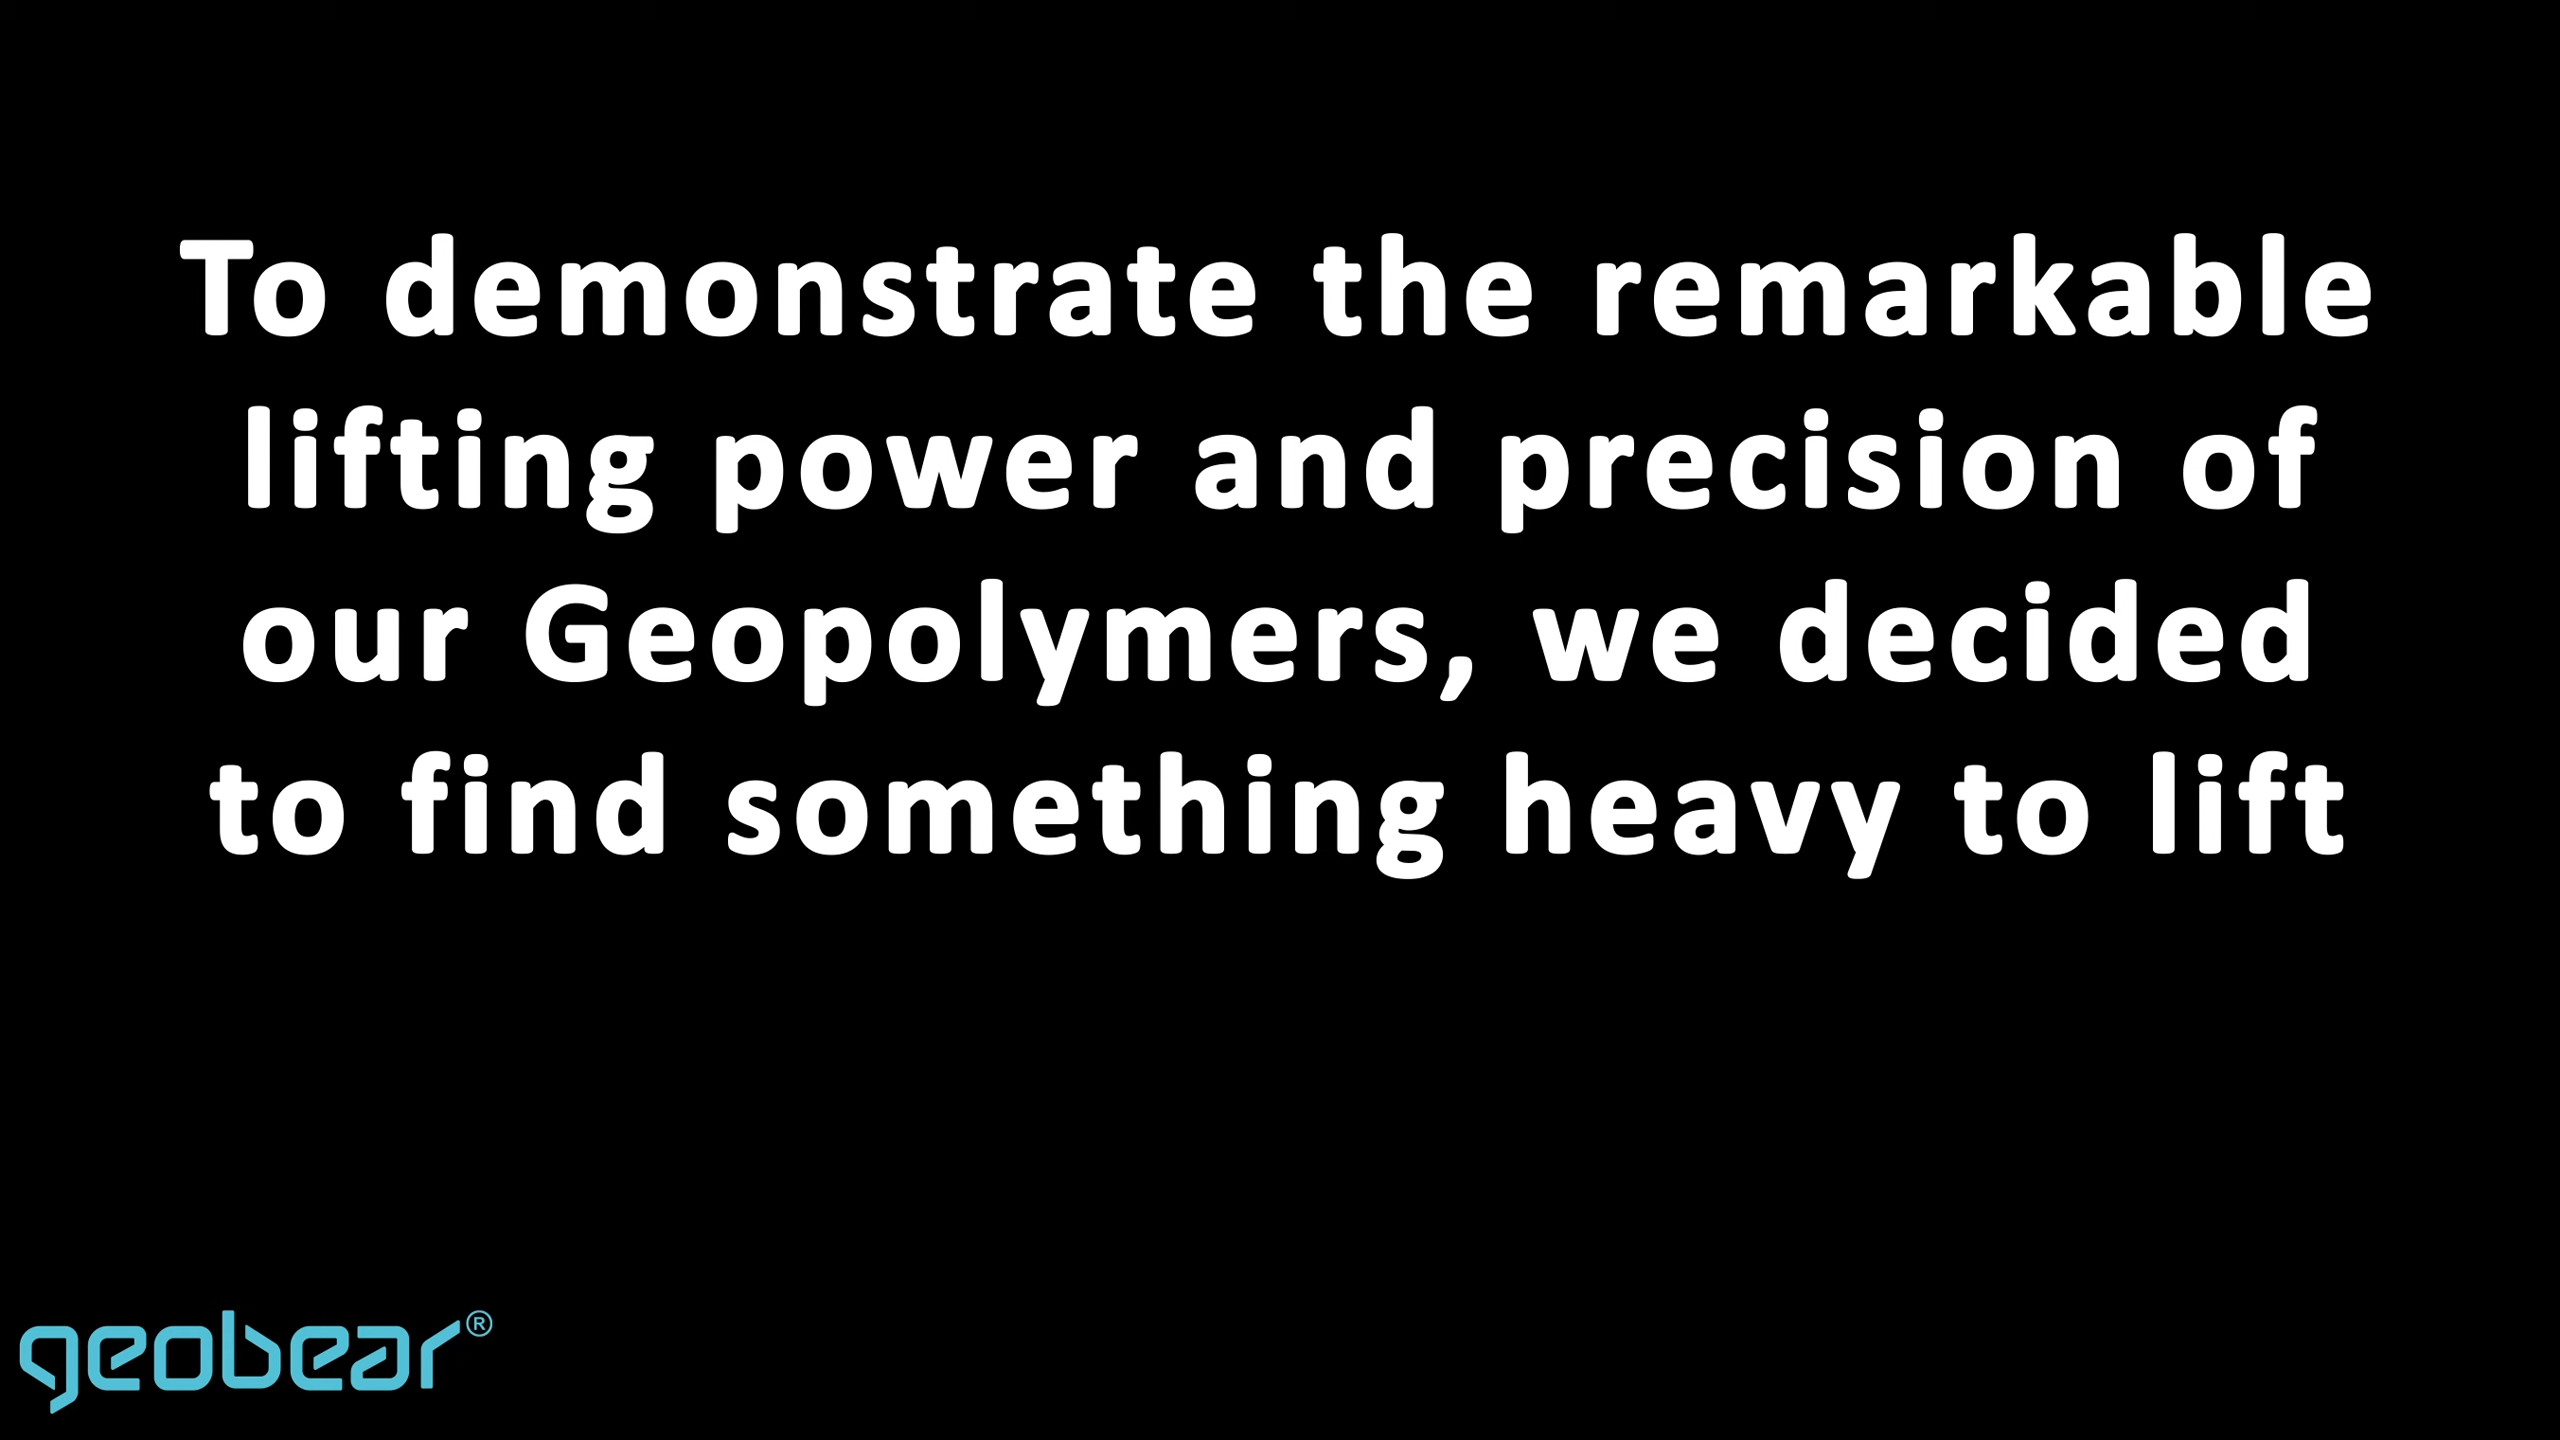 To demonstrate the remarkable
lifting power and precision of
our Geopolymers, we decided
to find something heavy to lift
geobear®